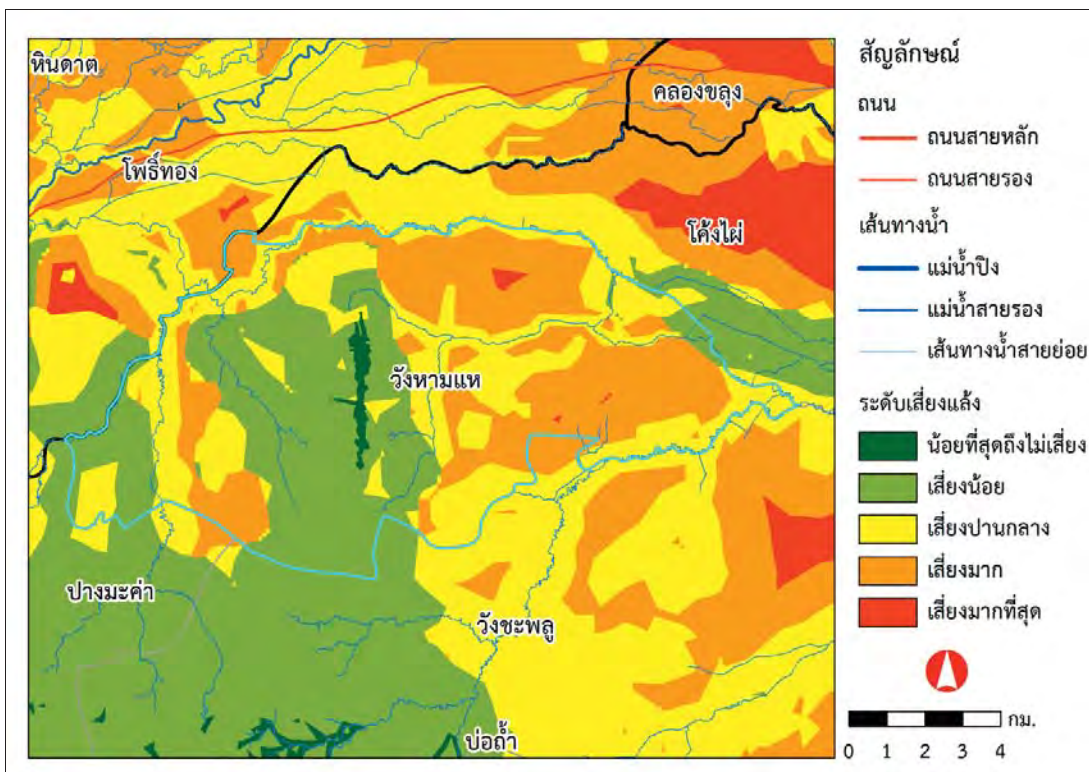 หินดาต
คลองขลุง
โพธิ์ทอง
โค้งไผ่
วังหามแห
ปางมะค่า
วังชะพลู
บ่อถ้ำ
สัญลักษณ์
ถนน
ถนนสายหลัก
ถนนสายรอง
เส้นทางน้ำ
แม่น้ำปิง
แม่น้ำสายรอง
เส้นทางน้ำสายย่อย
ระดับเสี่ยงแล้ง
น้อยที่สุดถึงไม่เสี่ยง
เสี่ยงน้อย
เสี่ยงปานกลาง
เสี่ยงมาก
เสี่ยงมากที่สุด
กม.
0 1 2 3 4